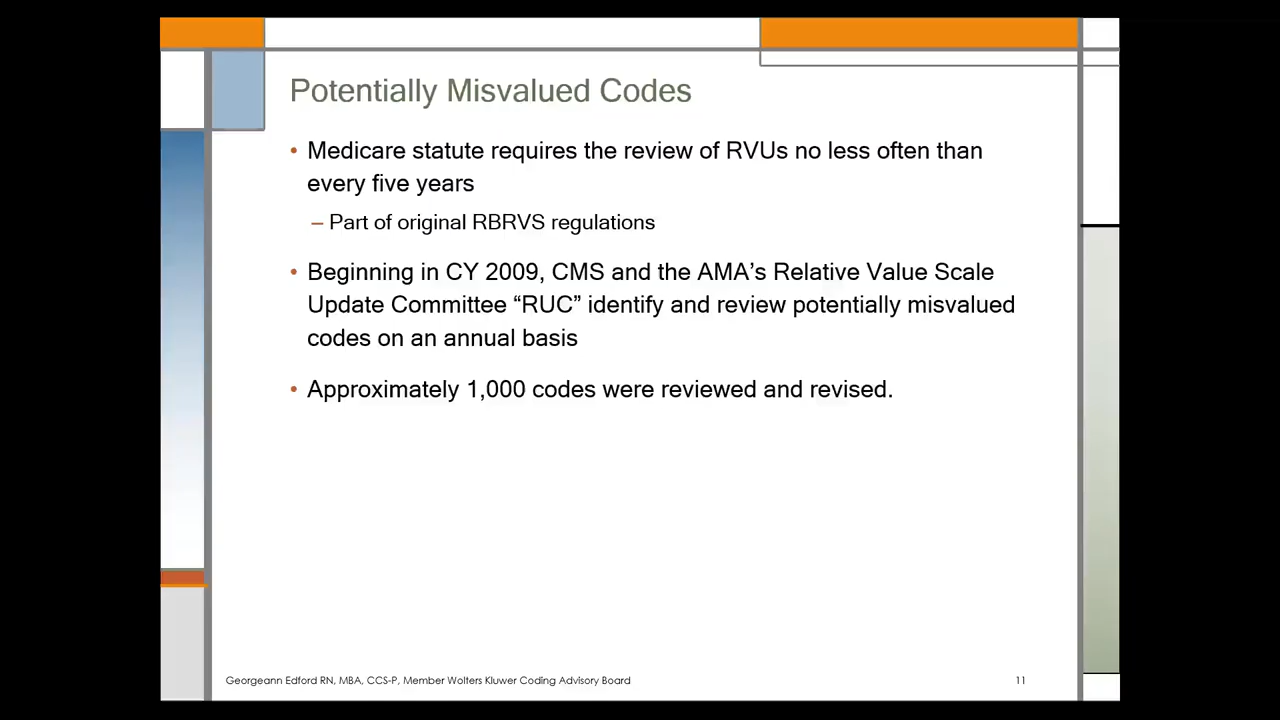 Potentially Misvalued Codes
• Medicare statute requires the review of RVUs no less often than
every five years
– Part of original RBRVS regulations
• Beginning in CY 2009, CMS and the AMA’s Relative Value Scale
Update Committee “RUC” identify and review potentially misvalued
codes on an annual basis
• Approximately 1,000 codes were reviewed and revised.
Georgeann Edford RN, MBA, CCS-P, Member Wolters Kluwer Coding Advisory Board
11